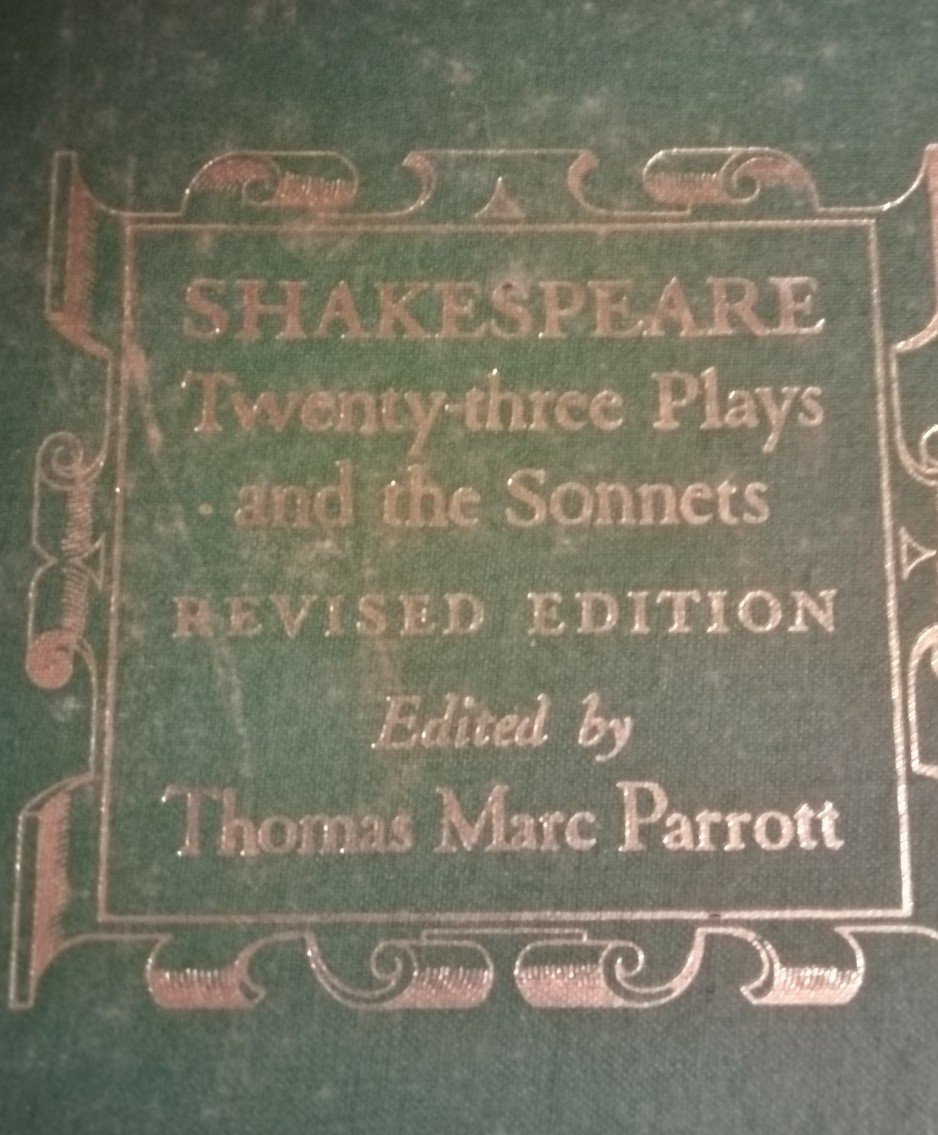 SHAKESPEARE
Twenty-three Plays
and the Sonnets
REVISED EDITION
Edited by
Thomas Marc Parrott